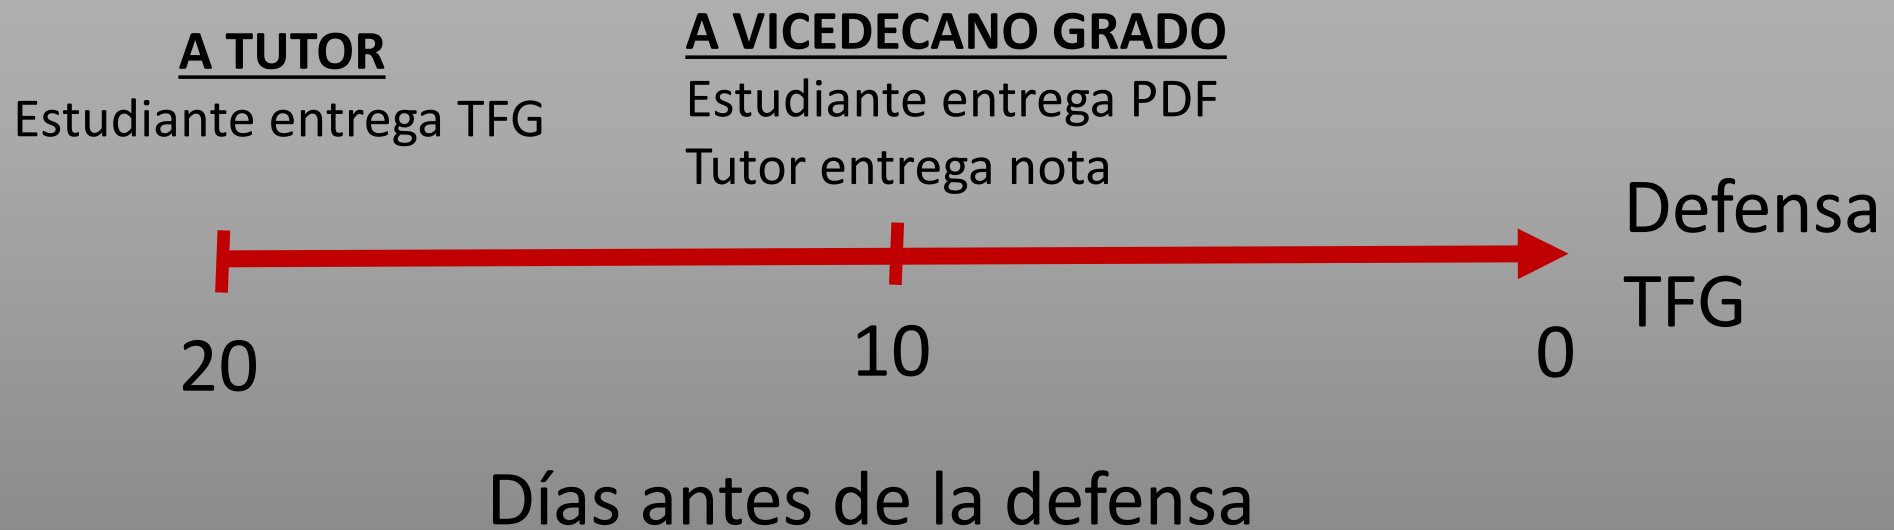 A TUTOR
Estudiante entrega TFG
A VICEDECANO GRADO
Estudiante entrega PDF
Tutor entrega nota
Defensa
TFG
20
10
0
Días antes de la defensa